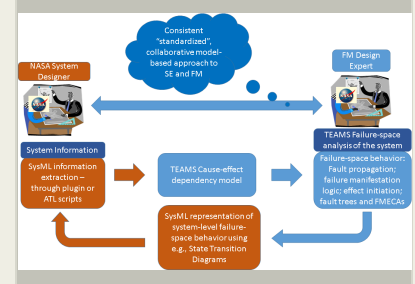 Consistent
"standardized",
collaborative model-
based approach to
SE and FM
NASA System
Designer
FM Design
Expert
System Information
SysML information
extraction –
through plugin or
ATL scripts
TEAMS Cause-effect
dependency model
TEAMS Failure-space
analysis of the system
Failure-space behavior:
Fault propagation;
failure manifestation
logic; effect initiation;
fault trees and FMECAs
SysML representation of
system-level failure-
space behavior using
e.g., State Transition
Diagrams